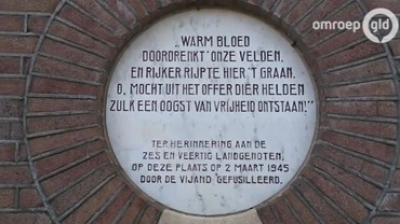 omroep gld
„WARM BLOED
DOORDRENKT ONZE VELDEN,
EN RIJKER RIJPTE HIER 'T GRAAN.
O, MOCHT UIT HET OFFER DIER HELDEN
ZULK EEN OOGST VAN VRIJHEID ONTSTAAN!"
TER HERINNERING AAN DE
ZES EN VEERTIG LANDGENOTEN,
OP DEZE PLAATS OP 2 MAART 1945
DOOR DE VIJAND GEFUSILLEERD.